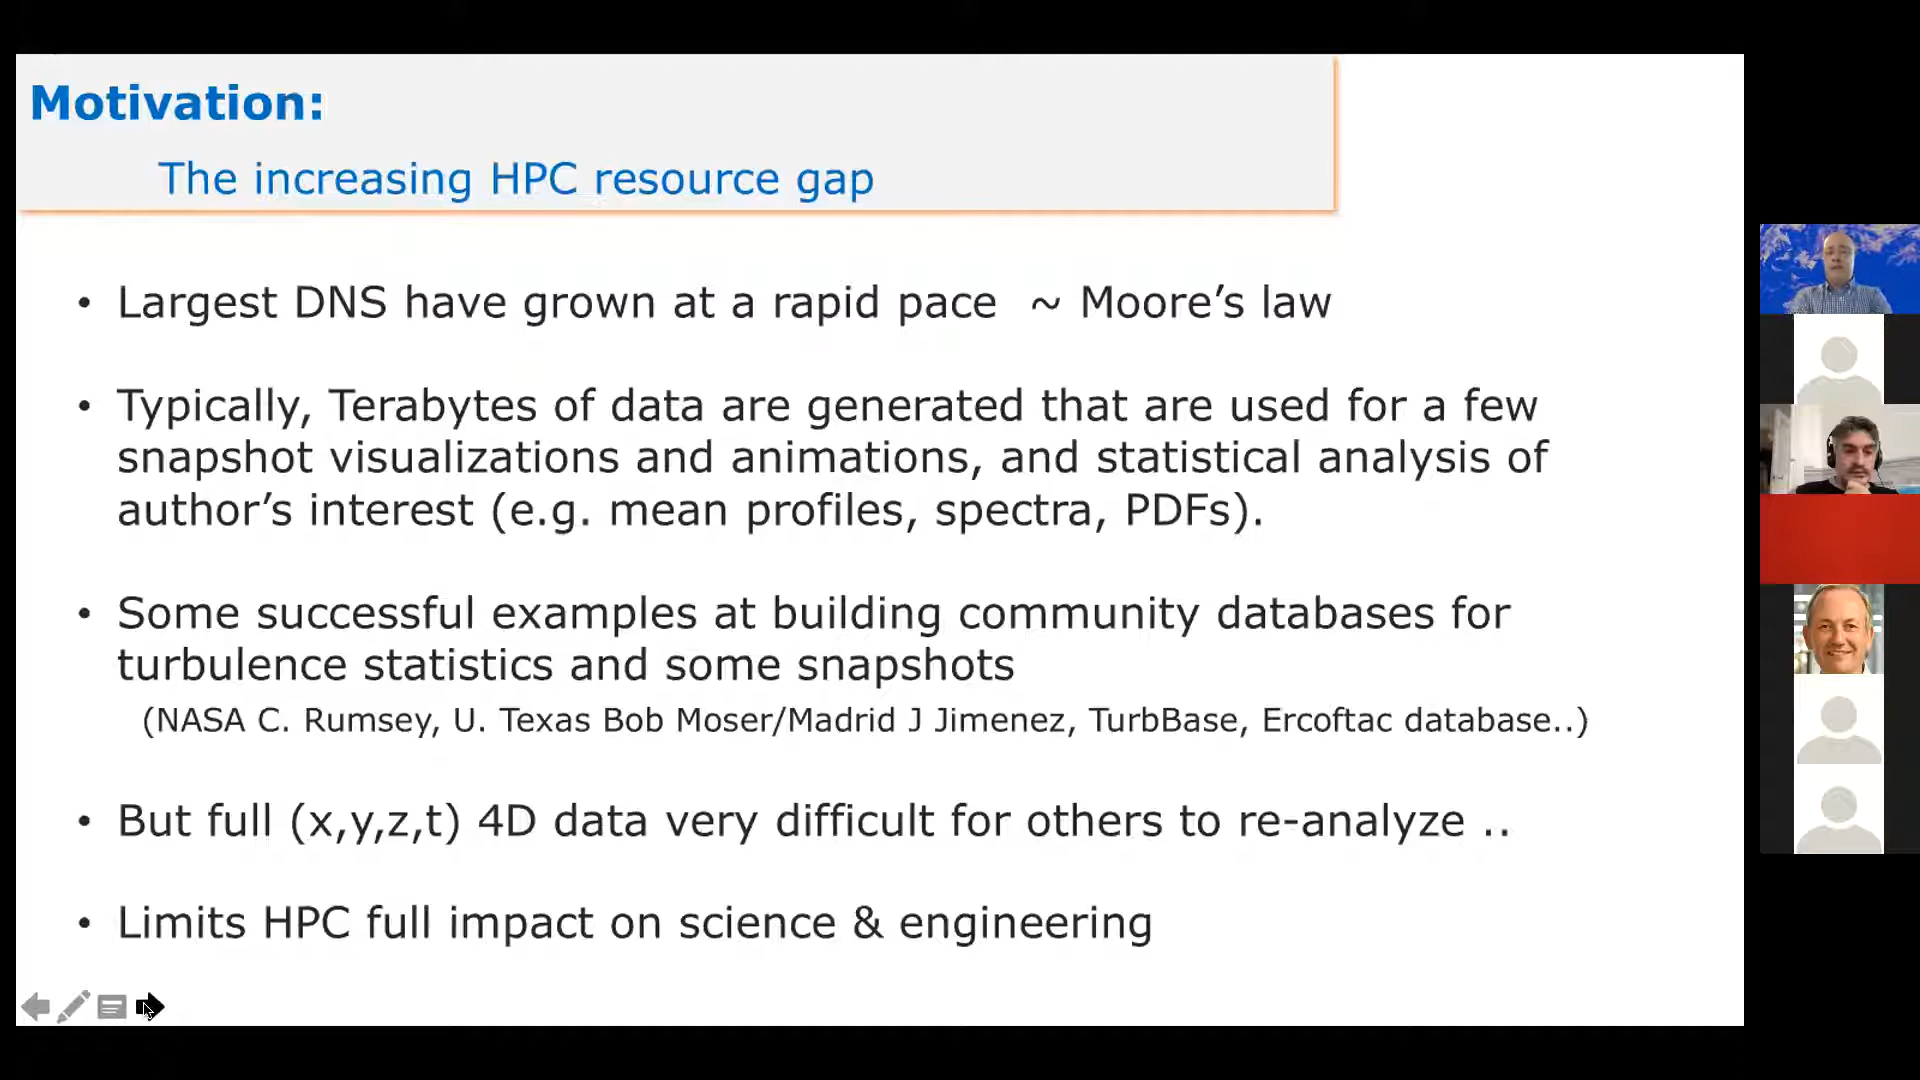 Motivation:
The increasing HPC resource gap
• Largest DNS have grown at a rapid pace ~ Moore’s law
• Typically, Terabytes of data are generated that are used for a few
snapshot visualizations and animations, and statistical analysis of
author’s interest (e.g. mean profiles, spectra, PDFs).
• Some successful examples at building community databases for
turbulence statistics and some snapshots
(NASA C. Rumsey, U. Texas Bob Moser/Madrid J Jimenez, TurbBase, Ercoftac database..)
• But full (x,y,z,t) 4D data very difficult for others to re-analyze ..
• Limits HPC full impact on science & engineering